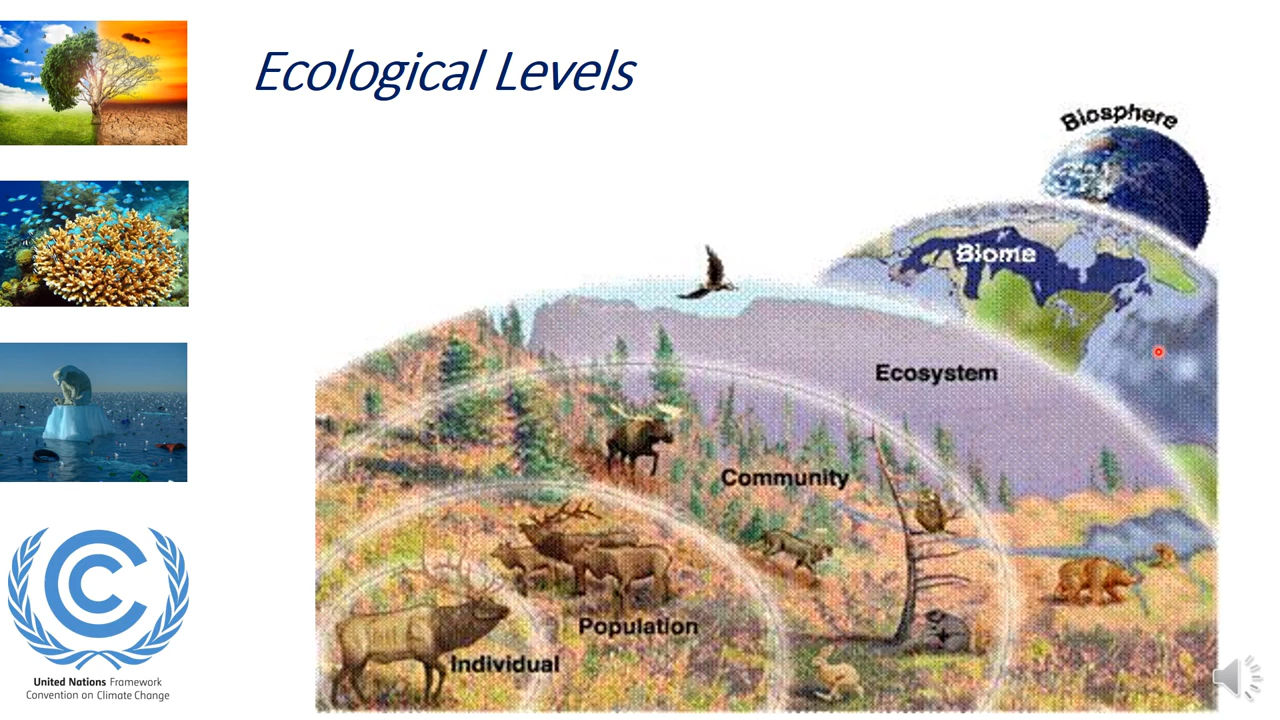 Ecological Levels
Biosphere
Biome
Ecosystem
Community
Population
Individual
United Nations Framework
Convention on Climate Change